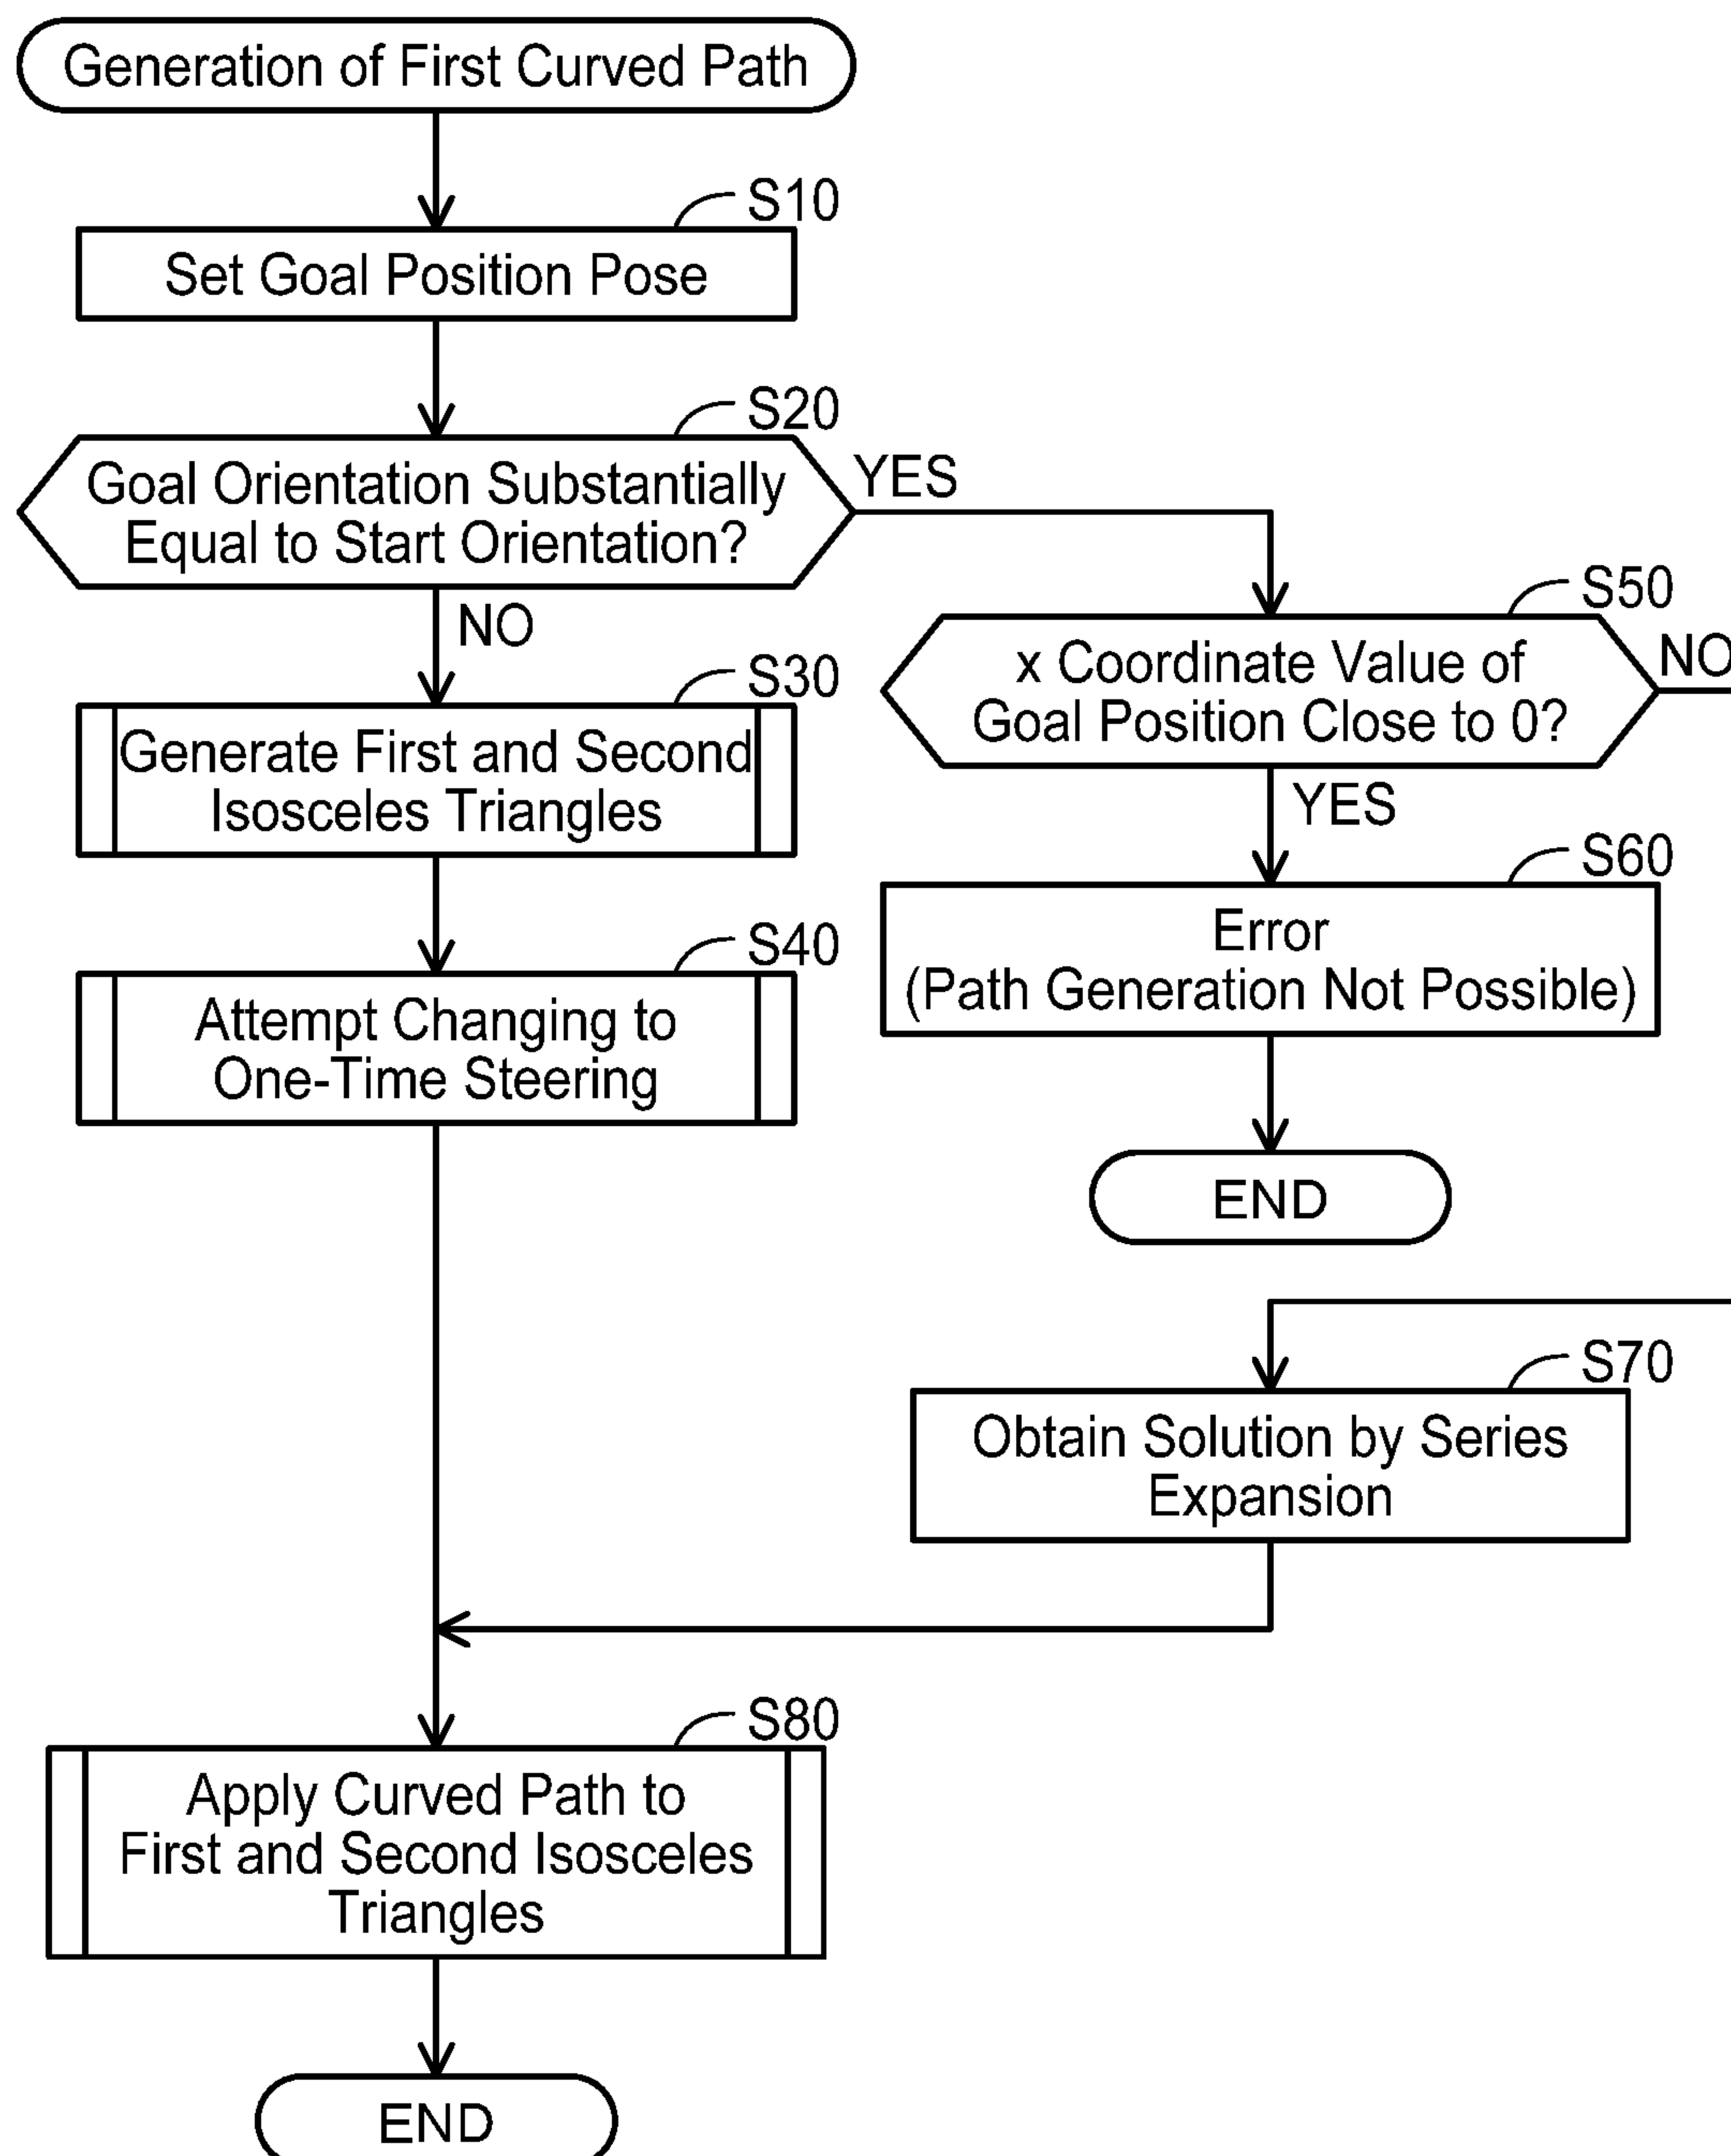 Generation of First Curved Path
S10
Set Goal Position Pose
S20
Goal Orientation Substantially
Equal to Start Orientation?
YES
NO
S30
Generate First and Second
Isosceles Triangles
S40
Attempt Changing to
One-Time Steering
S50
x Coordinate Value of
Goal Position Close to 0?
NO
YES
S60
Error
(Path Generation Not Possible)
END
S70
Obtain Solution by Series
Expansion
S80
Apply Curved Path to
First and Second Isosceles
Triangles
END